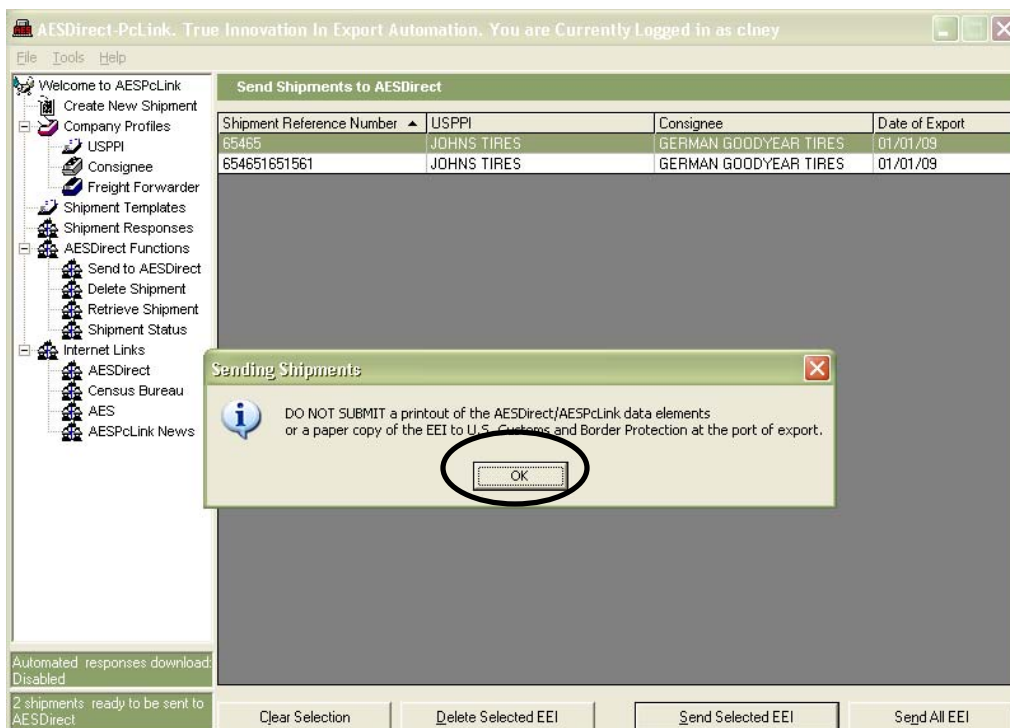 AESDirect-PcLink. True Innovation In Export Automation. You are Currently Logged in as clney
File Tools Help
Welcome to AESPcLink
Create New Shipment
Company Profiles
USPPI
Consignee
Freight Forwarder
Shipment Templates
Shipment Responses
AESDirect Functions
Send to AESDirect
Delete Shipment
Retrieve Shipment
Shipment Status
Internet Links
AESDirect
Census Bureau
AES
AESPcLink News
Automated responses download:
Disabled
2 shipments ready to be sent to
AESDirect
Send Shipments to AESDirect
Shipment Reference Number USPPI Consignee Date of Export
65465 JOHNS TIRES GERMAN GOODYEAR TIRES 01/01/09
654651651561 JOHNS TIRES GERMAN GOODYEAR TIRES 01/01/09
Sending Shipments
DO NOT SUBMIT a printout of the AESDirect/AESPcLink data elements
or a paper copy of the EEI to U.S. Customs and Border Protection at the port of export.
OK
Clear Selection Delete Selected EEI Send Selected EEI Send All EEI